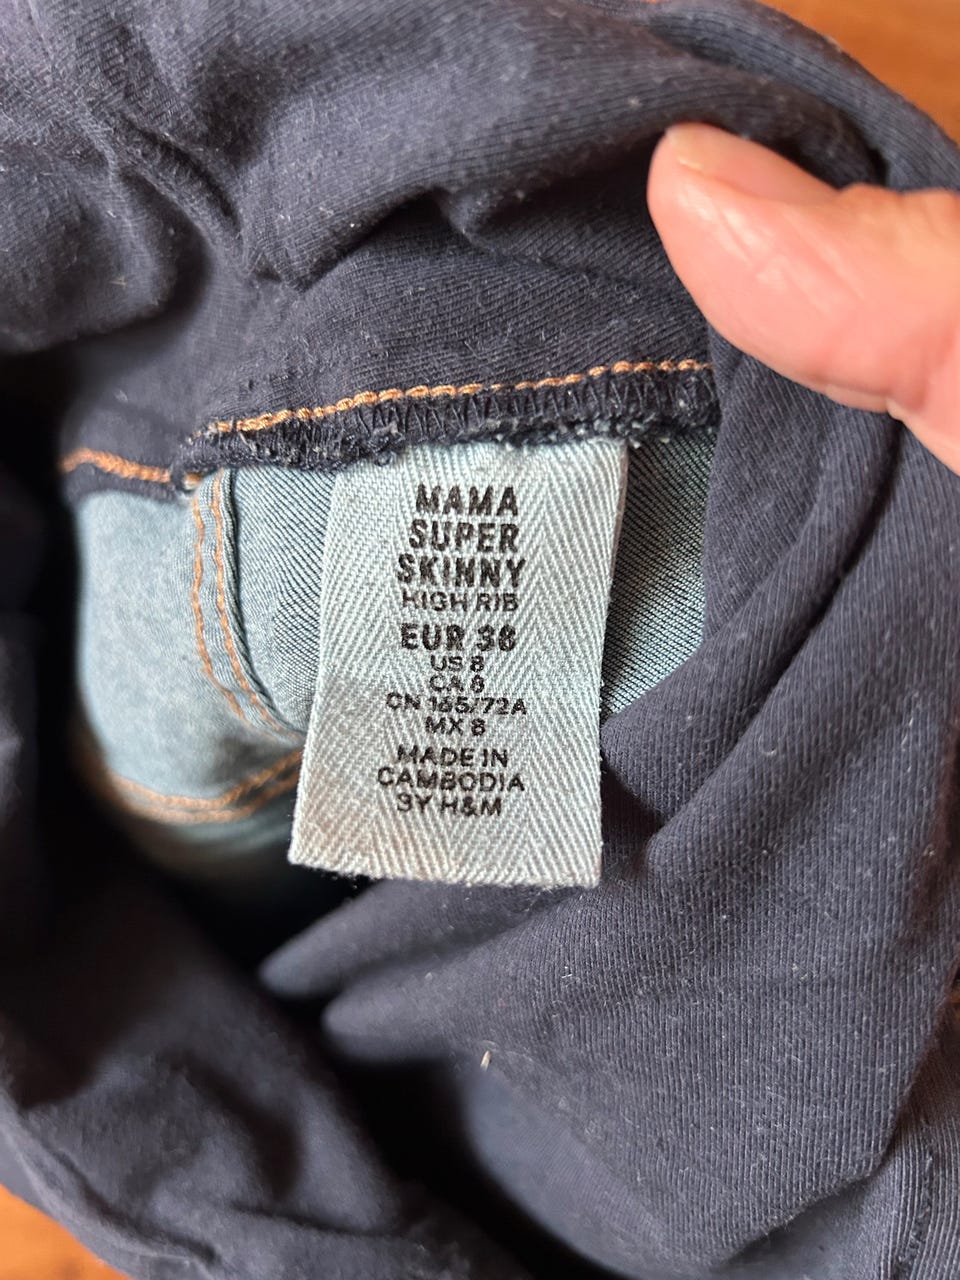 MAMA
SUPER
SKINNY
HIGH RIB
EUR 38
US 8
CA 8
CN 165/72A
MX 8
MADE IN
CAMBODIA
BY H&M